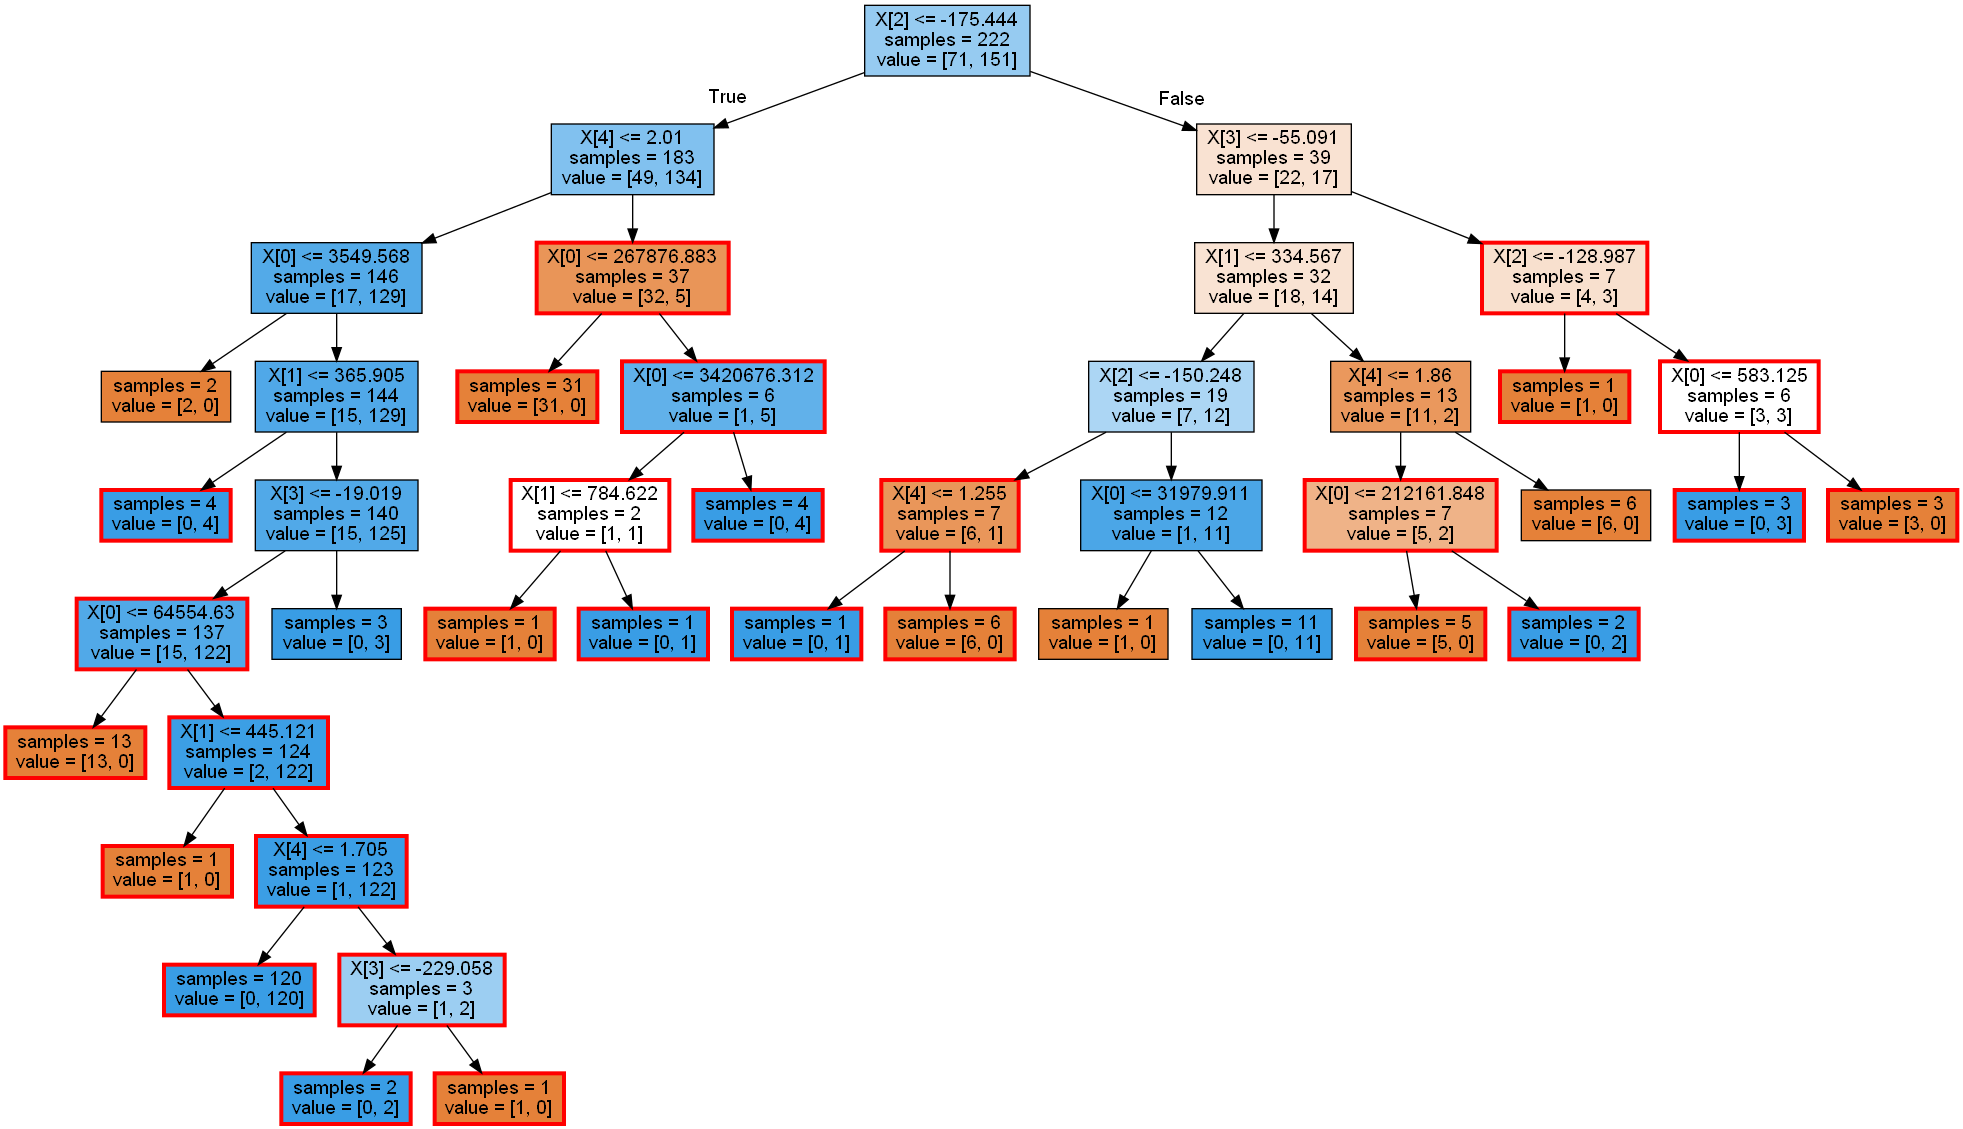 X[2] <= -175.444
samples = 222
value = [71, 151]
True
False
X[4] <= 2.01
samples = 183
value = [49, 134]
X[3] <= -55.091
samples = 39
value = [22, 17]
X[0] <= 3549.568
samples = 146
value = [17, 129]
X[0] <= 267876.883
samples = 37
value = [32, 5]
X[1] <= 334.567
samples = 32
value = [18, 14]
X[2] <= -128.987
samples = 7
value = [4, 3]
samples = 2
value = [2, 0]
X[1] <= 365.905
samples = 144
value = [15, 129]
samples = 31
value = [31, 0]
X[0] <= 3420676.312
samples = 6
value = [1, 5]
X[2] <= -150.248
samples = 19
value = [7, 12]
X[4] <= 1.86
samples = 13
value = [11, 2]
samples = 1
value = [1, 0]
X[0] <= 583.125
samples = 6
value = [3, 3]
samples = 4
value = [0, 4]
X[3] <= -19.019
samples = 140
value = [15, 125]
X[1] <= 784.622
samples = 2
value = [1, 1]
samples = 4
value = [0, 4]
X[4] <= 1.255
samples = 7
value = [6, 1]
X[0] <= 31979.911
samples = 12
value = [1, 11]
X[0] <= 212161.848
samples = 7
value = [5, 2]
samples = 6
value = [6, 0]
samples = 3
value = [0, 3]
samples = 3
value = [3, 0]
X[0] <= 64554.63
samples = 137
value = [15, 122]
samples = 3
value = [0, 3]
samples = 1
value = [1, 0]
samples = 1
value = [0, 1]
samples = 1
value = [0, 1]
samples = 6
value = [6, 0]
samples = 1
value = [1, 0]
samples = 11
value = [0, 11]
samples = 5
value = [5, 0]
samples = 2
value = [0, 2]
samples = 13
value = [13, 0]
X[1] <= 445.121
samples = 124
value = [2, 122]
samples = 1
value = [1, 0]
X[4] <= 1.705
samples = 123
value = [1, 122]
samples = 120
value = [0, 120]
X[3] <= -229.058
samples = 3
value = [1, 2]
samples = 2
value = [0, 2]
samples = 1
value = [1, 0]